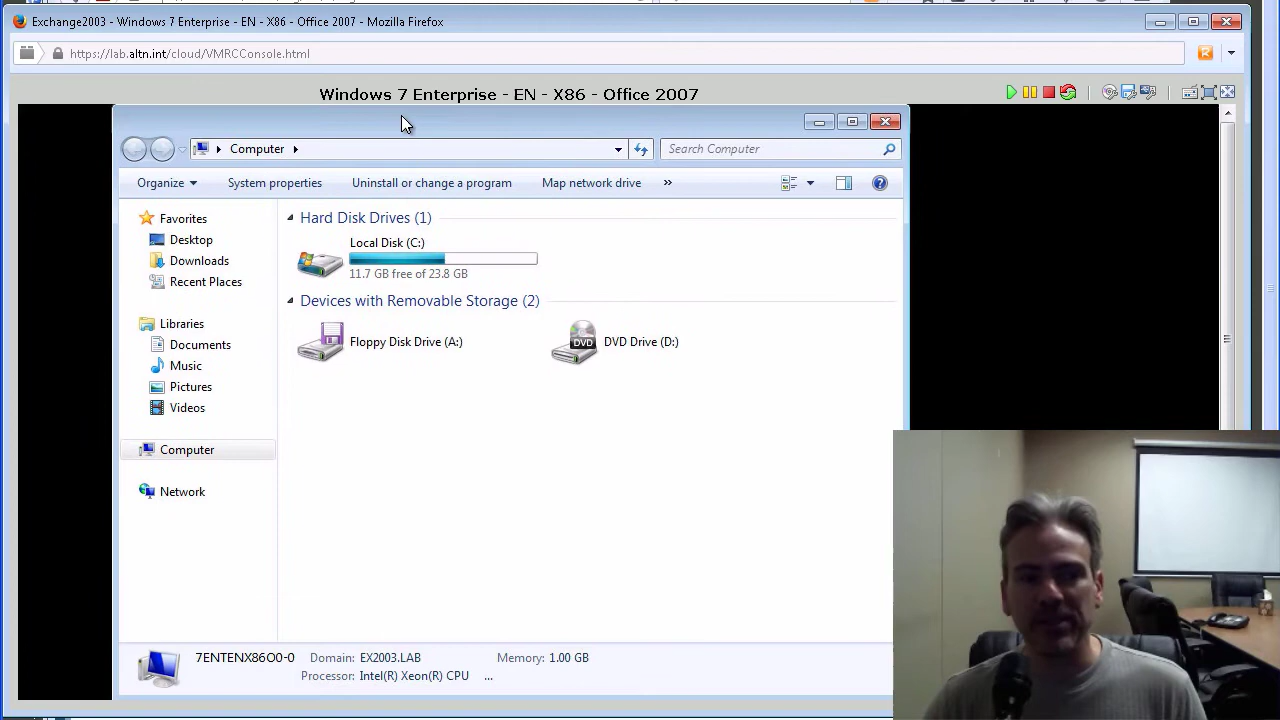 Exchange2003 - Windows 7 Enterprise - EN - X86 - Office 2007 - Mozilla Firefox
https://lab.altn.int/cloud/VMRCConsole.html
Windows 7 Enterprise - EN - X86 - Office 2007
Computer
Search Computer
Organize
System properties
Uninstall or change a program
Map network drive
»
Favorites
Desktop
Downloads
Recent Places
Libraries
Documents
Music
Pictures
Videos
Computer
Network
Hard Disk Drives (1)
Local Disk (C:)
11.7 GB free of 23.8 GB
Devices with Removable Storage (2)
Floppy Disk Drive (A:)
DVD
DVD Drive (D:)
7ENTENX86O0-0
Domain: EX2003.LAB
Memory: 1.00 GB
Processor: Intel(R) Xeon(R) CPU ...